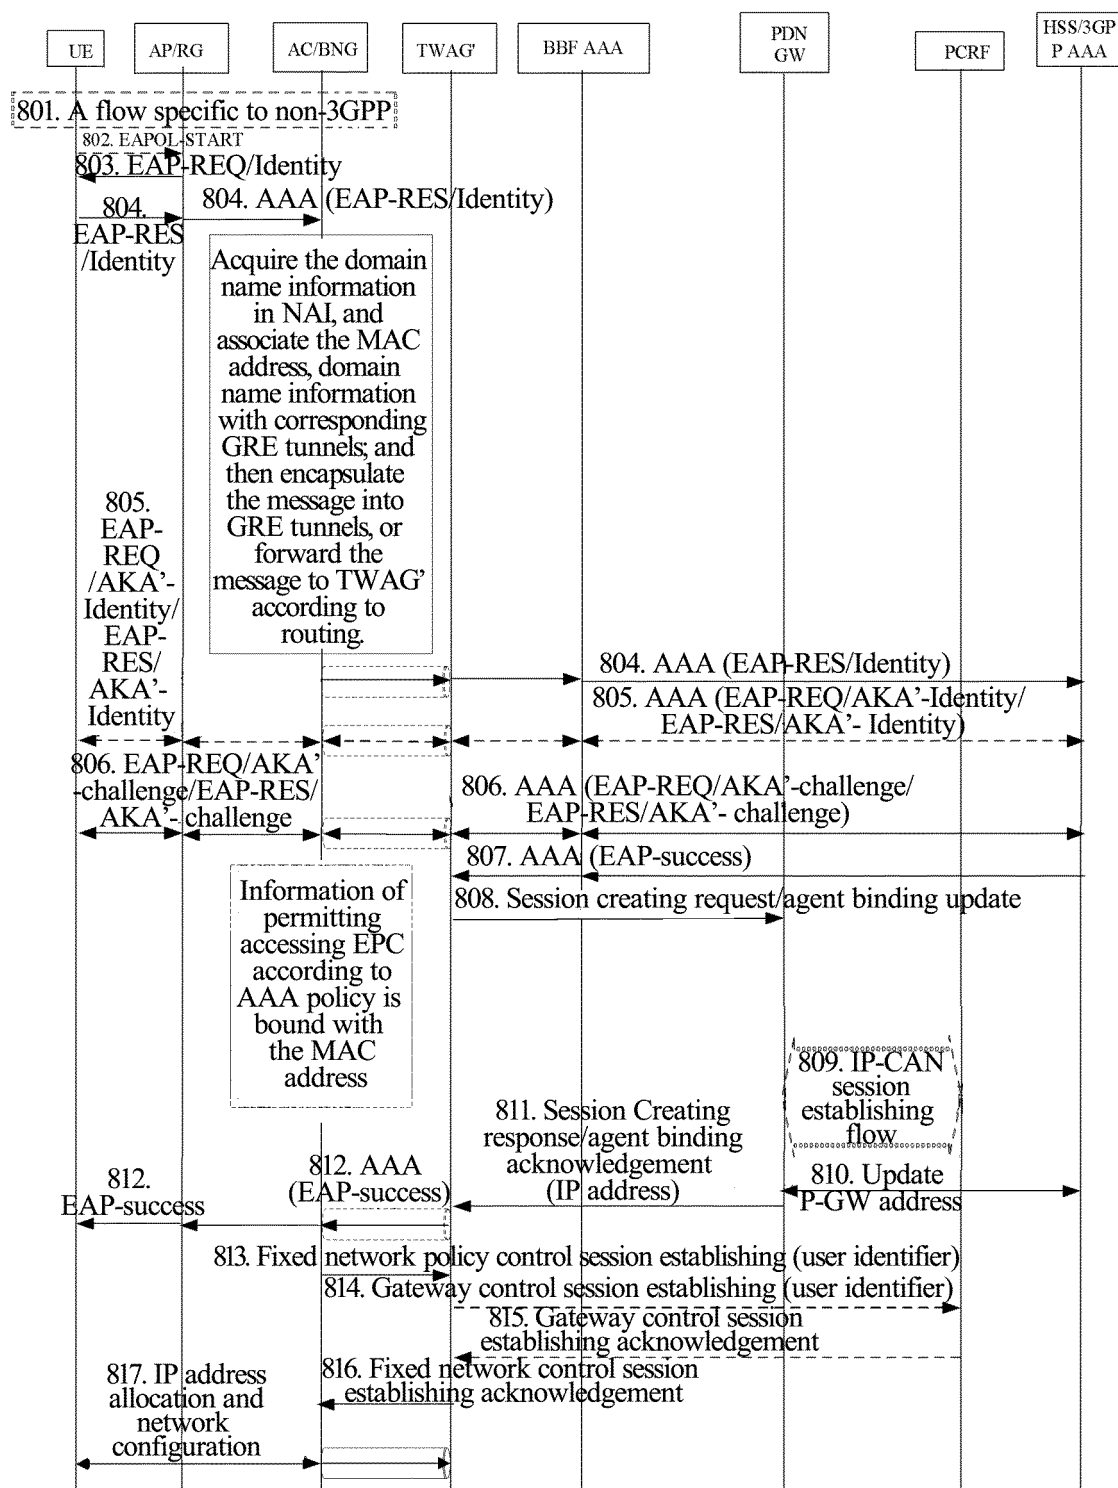 UE
AP/RG
AC/BNG
TWAG'
BBF AAA
PDN
GW
PCRF
HSS/3GP
P AAA
801. A flow specific to non-3GPP
802. EAPOL-START
803. EAP-REQ/Identity
804.
EAP-RES
/Identity
804. AAA (EAP-RES/Identity)
Acquire the domain
name information
in NAI, and
associate the MAC
address, domain
name information
with corresponding
GRE tunnels; and
then encapsulate
the message into
GRE tunnels, or
forward the
message to TWAG'
according to
routing.
805.
EAP-
REQ
/AKA'-
Identity/
EAP-
RES/
AKA'-
Identity
804. AAA (EAP-RES/Identity)
805. AAA (EAP-REQ/AKA'-Identity/
EAP-RES/AKA'- Identity)
806. EAP-REQ/AKA'
-challenge/EAP-RES/
AKA'- challenge
806. AAA (EAP-REQ/AKA'-challenge/
EAP-RES/AKA'- challenge)
807. AAA (EAP-success)
Information of
permitting
accessing EPC
according to
AAA policy is
bound with
the MAC
address
808. Session creating request/agent binding update
809. IP-CAN
session
establishing
flow
810. Update
P-GW address
811. Session Creating
response/agent binding
acknowledgement
(IP address)
812. AAA
(EAP-success)
812.
EAP-success
813. Fixed network policy control session establishing (user identifier)
814. Gateway control session establishing (user identifier)
815. Gateway control session
establishing acknowledgement
816. Fixed network control session
establishing acknowledgement
817. IP address
allocation and
network
configuration